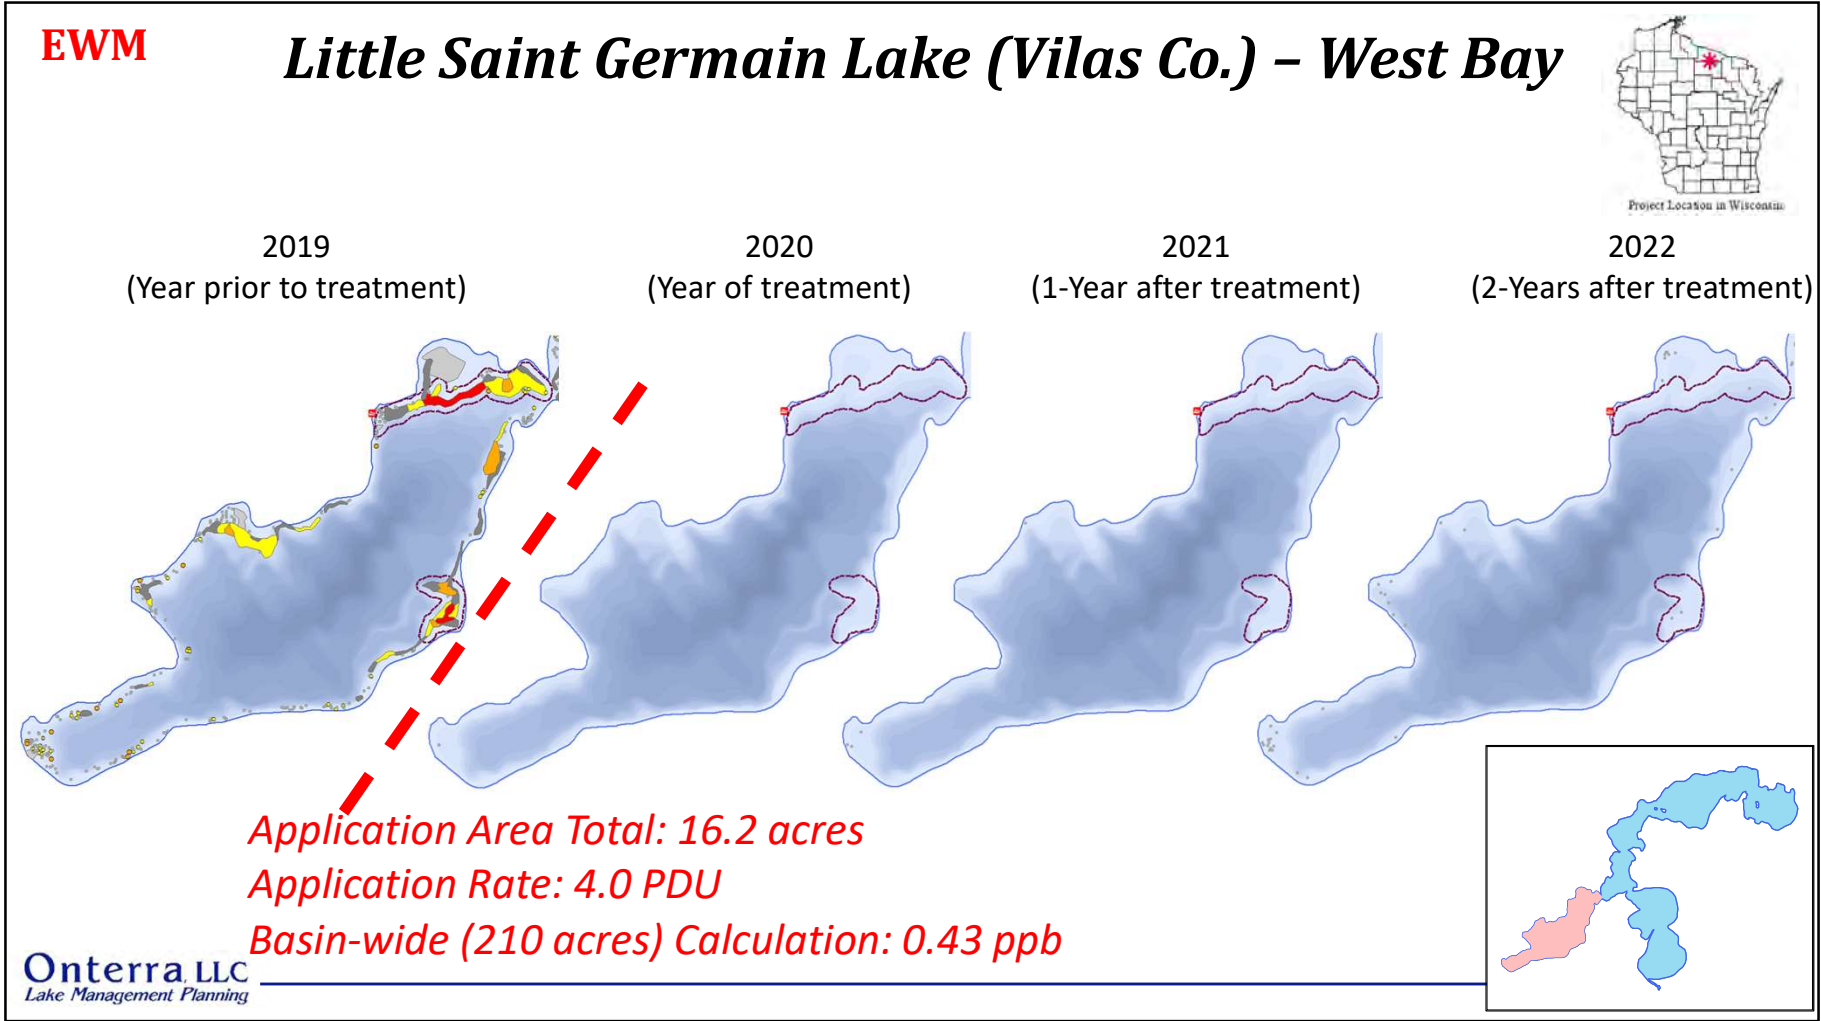 EWM
Little Saint Germain Lake (Vilas Co.) – West Bay
Project Location in Wisconsin
2019
(Year prior to treatment)
2020
(Year of treatment)
2021
(1-Year after treatment)
2022
(2-Years after treatment)
Application Area Total: 16.2 acres
Application Rate: 4.0 PDU
Basin-wide (210 acres) Calculation: 0.43 ppb
Onterra, LLC
Lake Management Planning